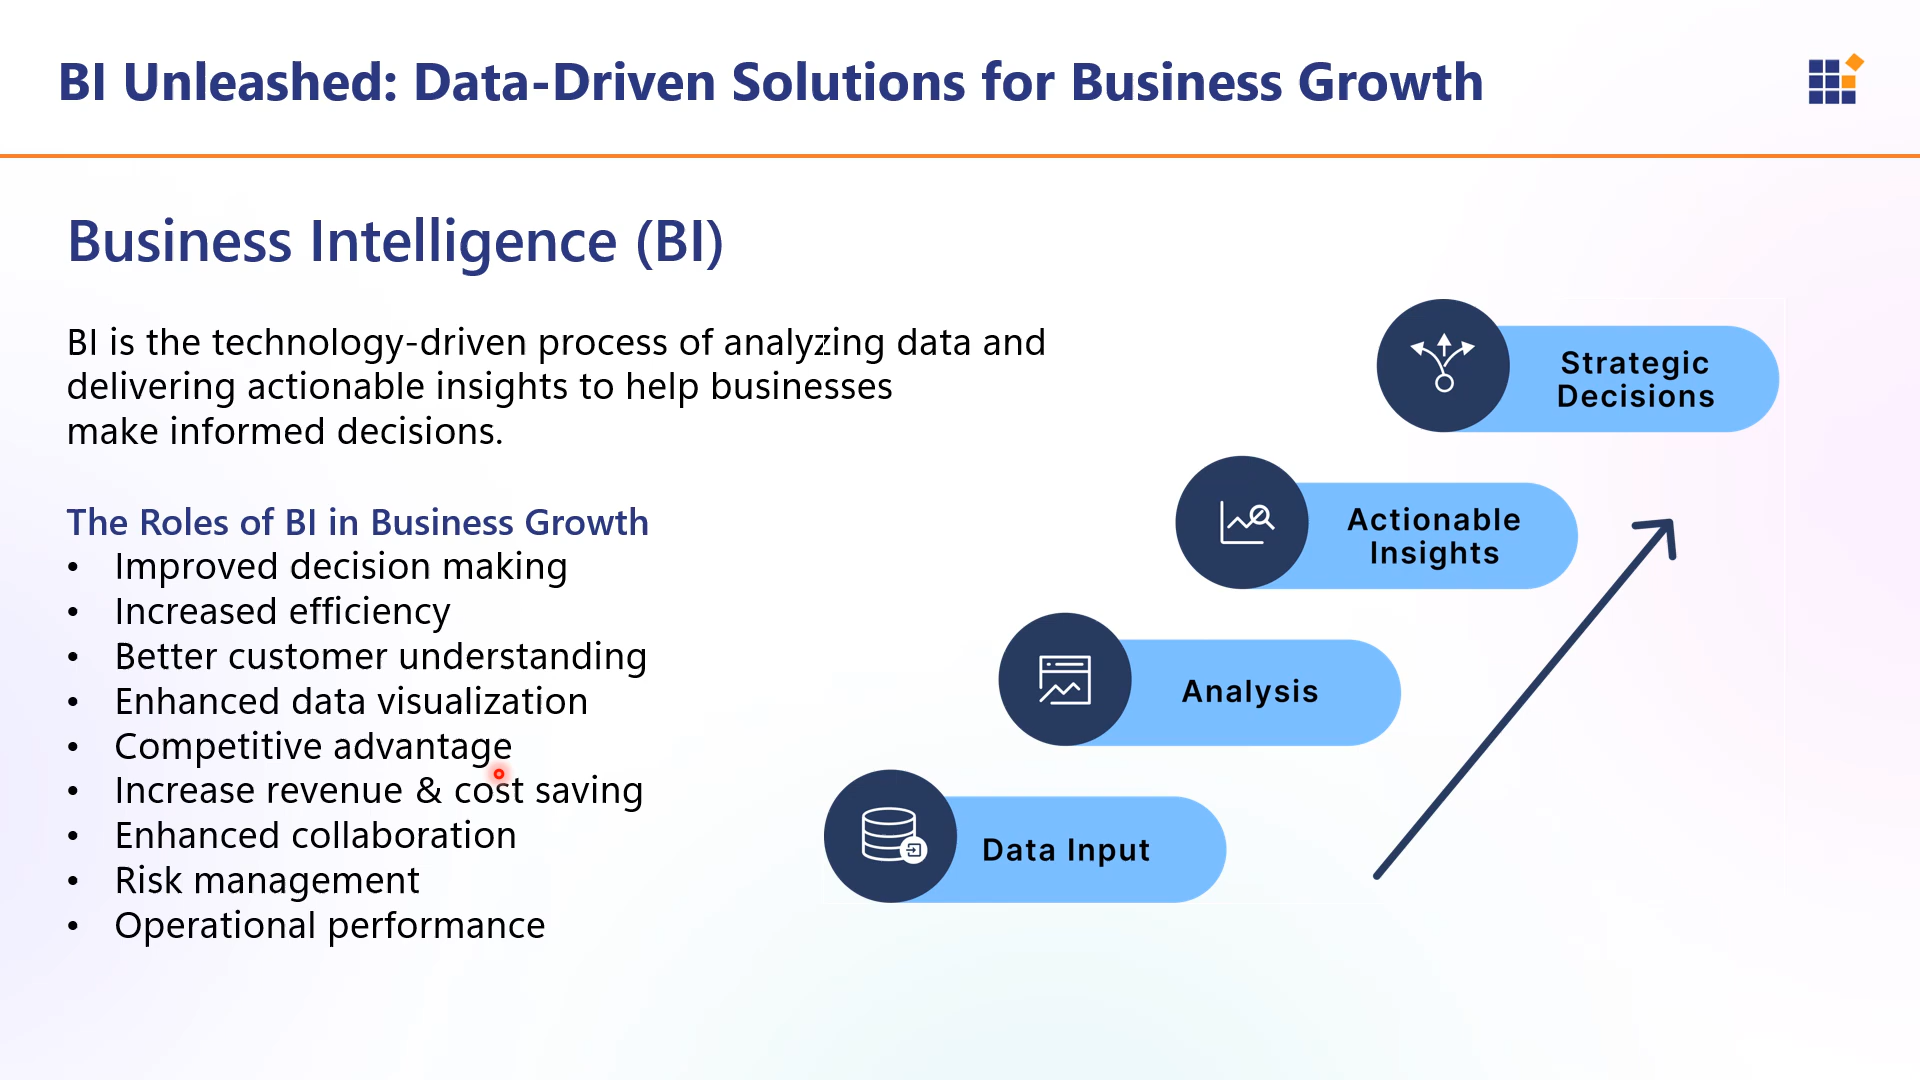 BI Unleashed: Data-Driven Solutions for Business Growth
Business Intelligence (BI)
BI is the technology-driven process of analyzing data and
delivering actionable insights to help businesses
make informed decisions.
The Roles of BI in Business Growth
• Improved decision making
• Increased efficiency
• Better customer understanding
• Enhanced data visualization
• Competitive advantage
• Increase revenue & cost saving
• Enhanced collaboration
• Risk management
• Operational performance
Strategic
Decisions
Actionable
Insights
Analysis
Data Input